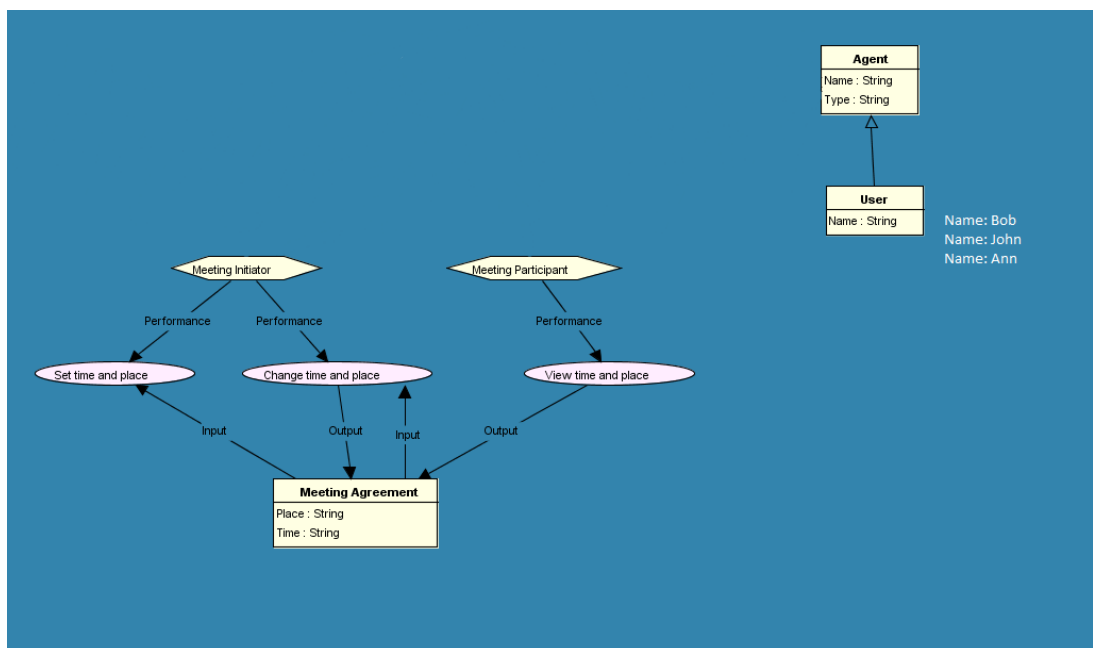 Agent
Name : String
Type : String
User
Name : String
Name: Bob
Name: John
Name: Ann
Meeting Initiator
Meeting Participant
Performance
Performance
Performance
Set time and place
Change time and place
View time and place
Input
Output
Input
Output
Meeting Agreement
Place : String
Time : String